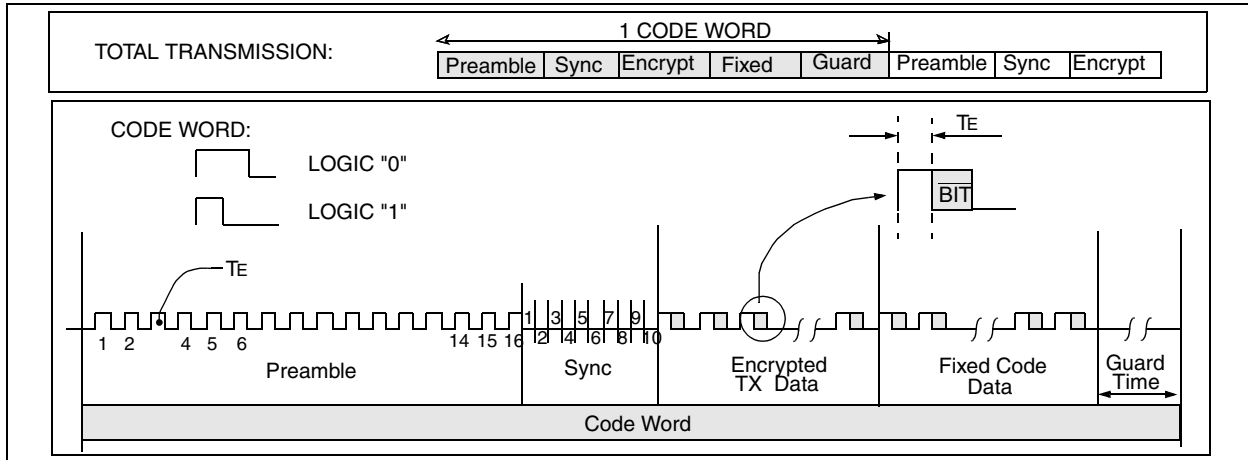 1 CODE WORD
TOTAL TRANSMISSION:
Preamble Sync Encrypt Fixed Guard Preamble Sync Encrypt
CODE WORD:
LOGIC "0"
LOGIC "1"
TE
BIT
TE
1 2 4 5 6 14 15 16
1 3 5 7 9
2 4 6 8 10
Preamble
Sync
Encrypted
TX Data
Fixed Code
Data
Guard
Time
Code Word